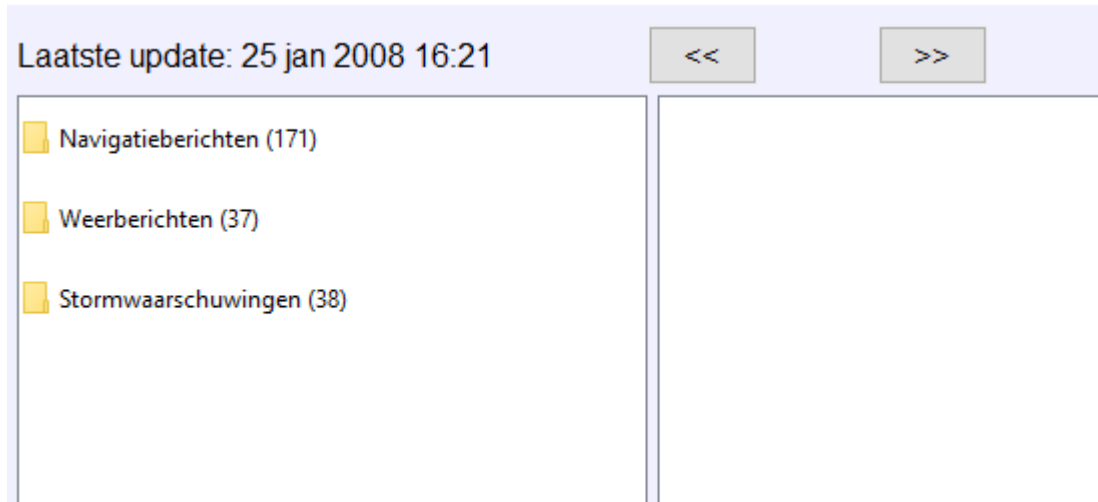 Laatste update: 25 jan 2008 16:21
<<
>>
Navigatieberichten (171)
Weerberichten (37)
Stormwaarschuwingen (38)